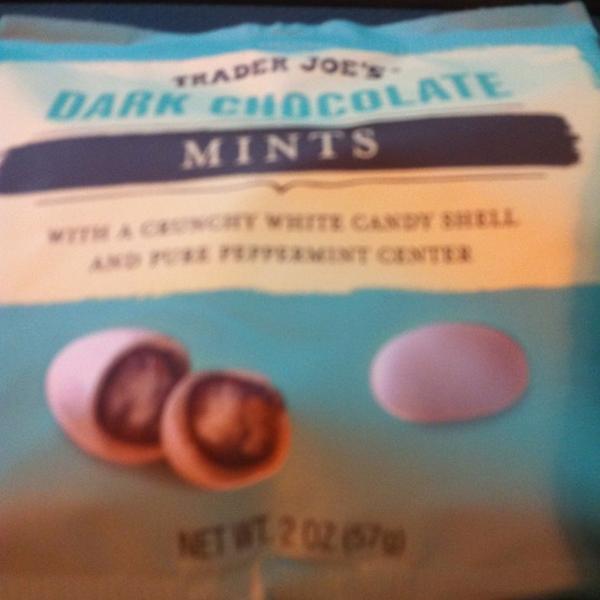 TRADER JOE'S
DARK CHOCOLATE
MINTS
WITH A CRUNCHY WHITE CANDY SHELL
AND PURE PEPPERMINT CENTER
NET WT. 2 OZ (57g)